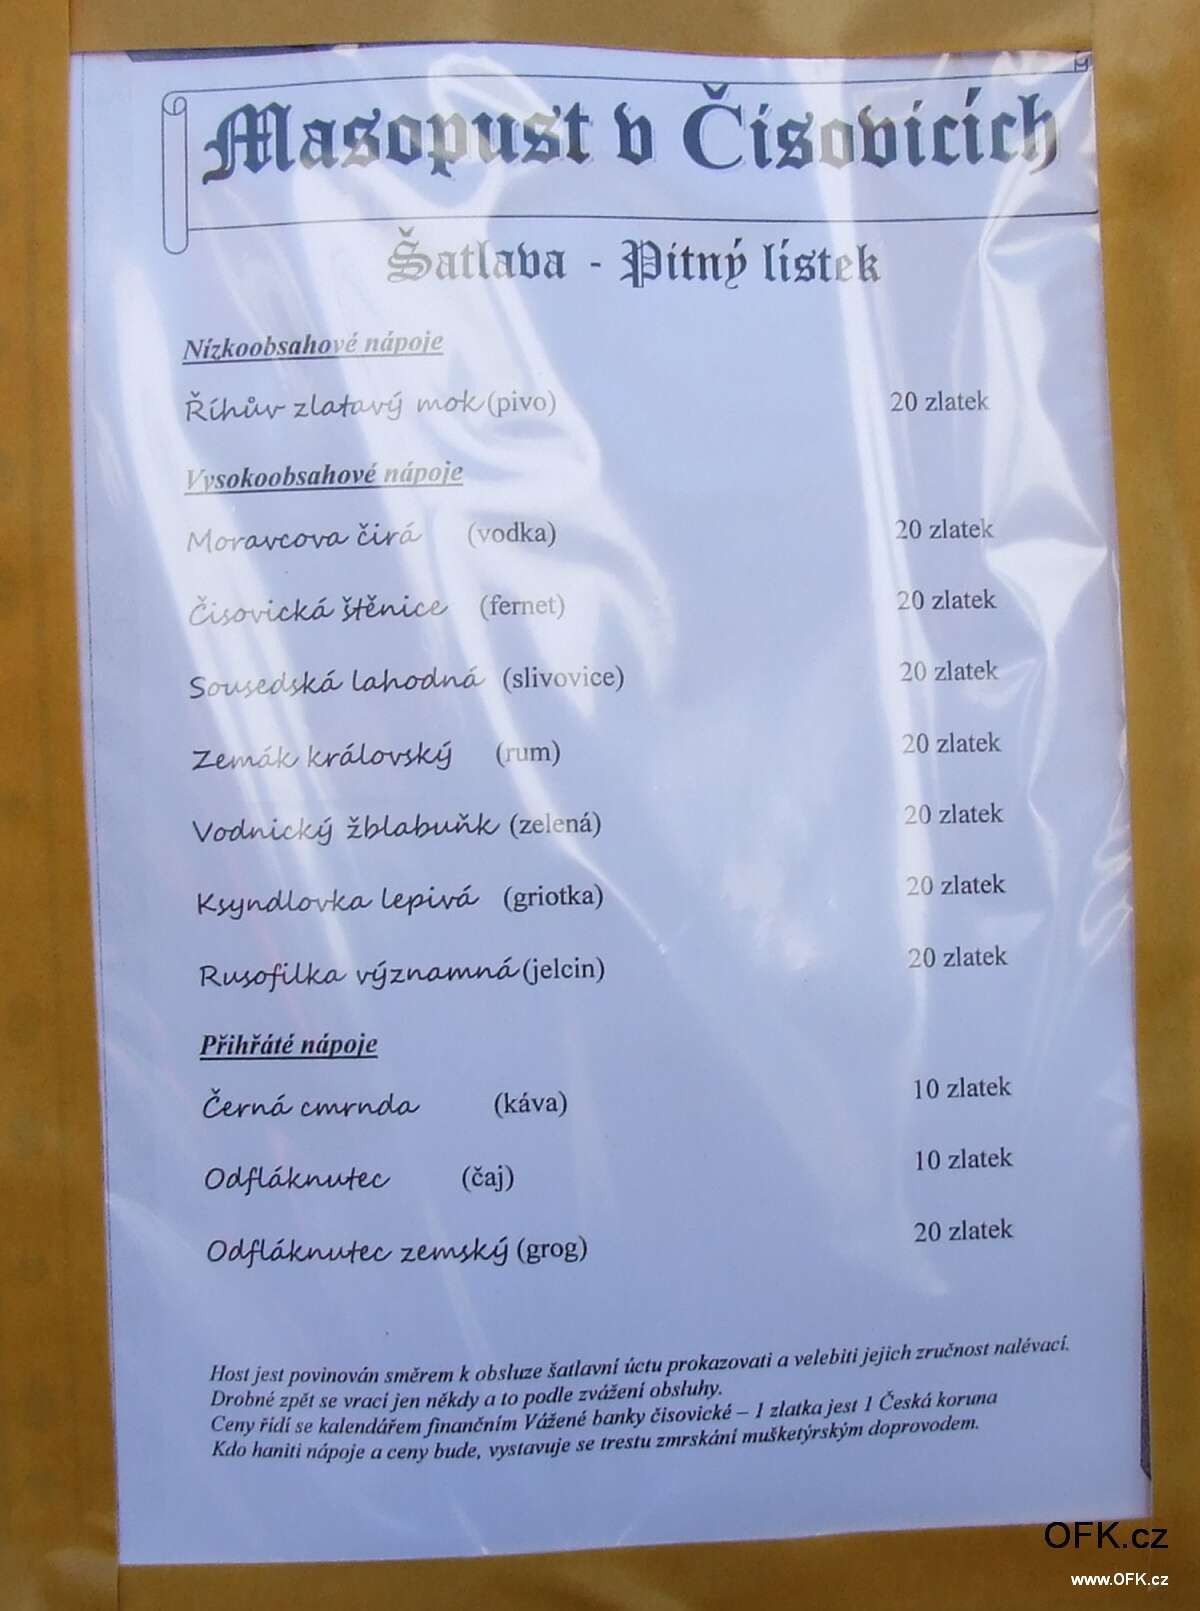 Masopust v Čisovicích
Šatlava - Pitný lístek
Nízkoobsahové nápoje
Říhův zlatavý mok (pivo) 20 zlatek
Vysokoobsahové nápoje
Moravcova čirá (vodka) 20 zlatek
Čisovická štěnice (fernet) 20 zlatek
Sousedská lahodná (slivovice) 20 zlatek
Zemák královský (rum) 20 zlatek
Vodnický žblabuňk (zelená) 20 zlatek
Ksyndlovka lepivá (griotka) 20 zlatek
Rusofilka významná (jelcin) 20 zlatek
Přihřáté nápoje
Černá cmrnda (káva) 10 zlatek
Odfláknutec (čaj) 10 zlatek
Odfláknutec zemský (grog) 20 zlatek
Host jest povinován směrem k obsluze šatlavní úctu prokazovati a velebiti jejich zručnost nalévací.
Drobné zpět se vrací jen někdy a to podle zvážení obsluhy.
Ceny řídí se kalendářem finančním Vážené banky čisovické – 1 zlatka jest 1 Česká koruna
Kdo haniti nápoje a ceny bude, vystavuje se trestu zmrskání mušketýrským doprovodem.
OFK.cz
www.OFK.cz